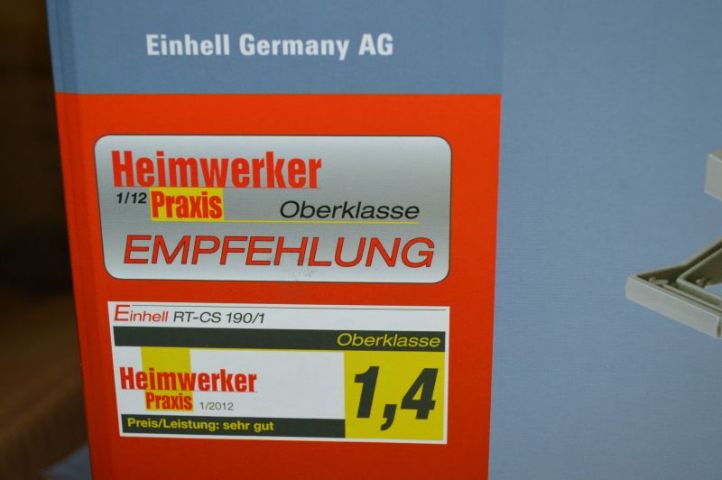 Einhell Germany AG
Heimwerker
1/12 Praxis Oberklasse
EMPFEHLUNG
Einhell RT-CS 190/1
Oberklasse
Heimwerker
Praxis 1/2012
1,4
Preis/Leistung: sehr gut